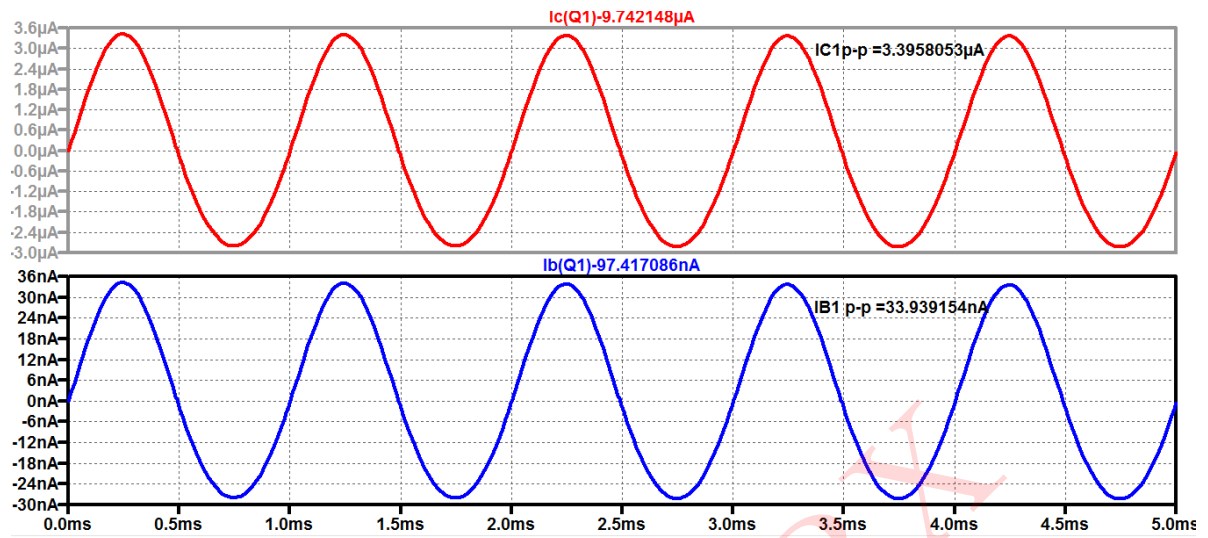 Ic(Q1)-9.742148µA
3.6µA
3.0µA
2.4µA
1.8µA
1.2µA
0.6µA
0.0µA
-0.6µA
-1.2µA
-1.8µA
-2.4µA
-3.0µA
IC1p-p =3.3958053µA
Ib(Q1)-97.417086nA
36nA
30nA
24nA
18nA
12nA
6nA
0nA
-6nA
-12nA
-18nA
-24nA
-30nA
IB1 p-p =33.939154nA
0.0ms 0.5ms 1.0ms 1.5ms 2.0ms 2.5ms 3.0ms 3.5ms 4.0ms 4.5ms 5.0ms